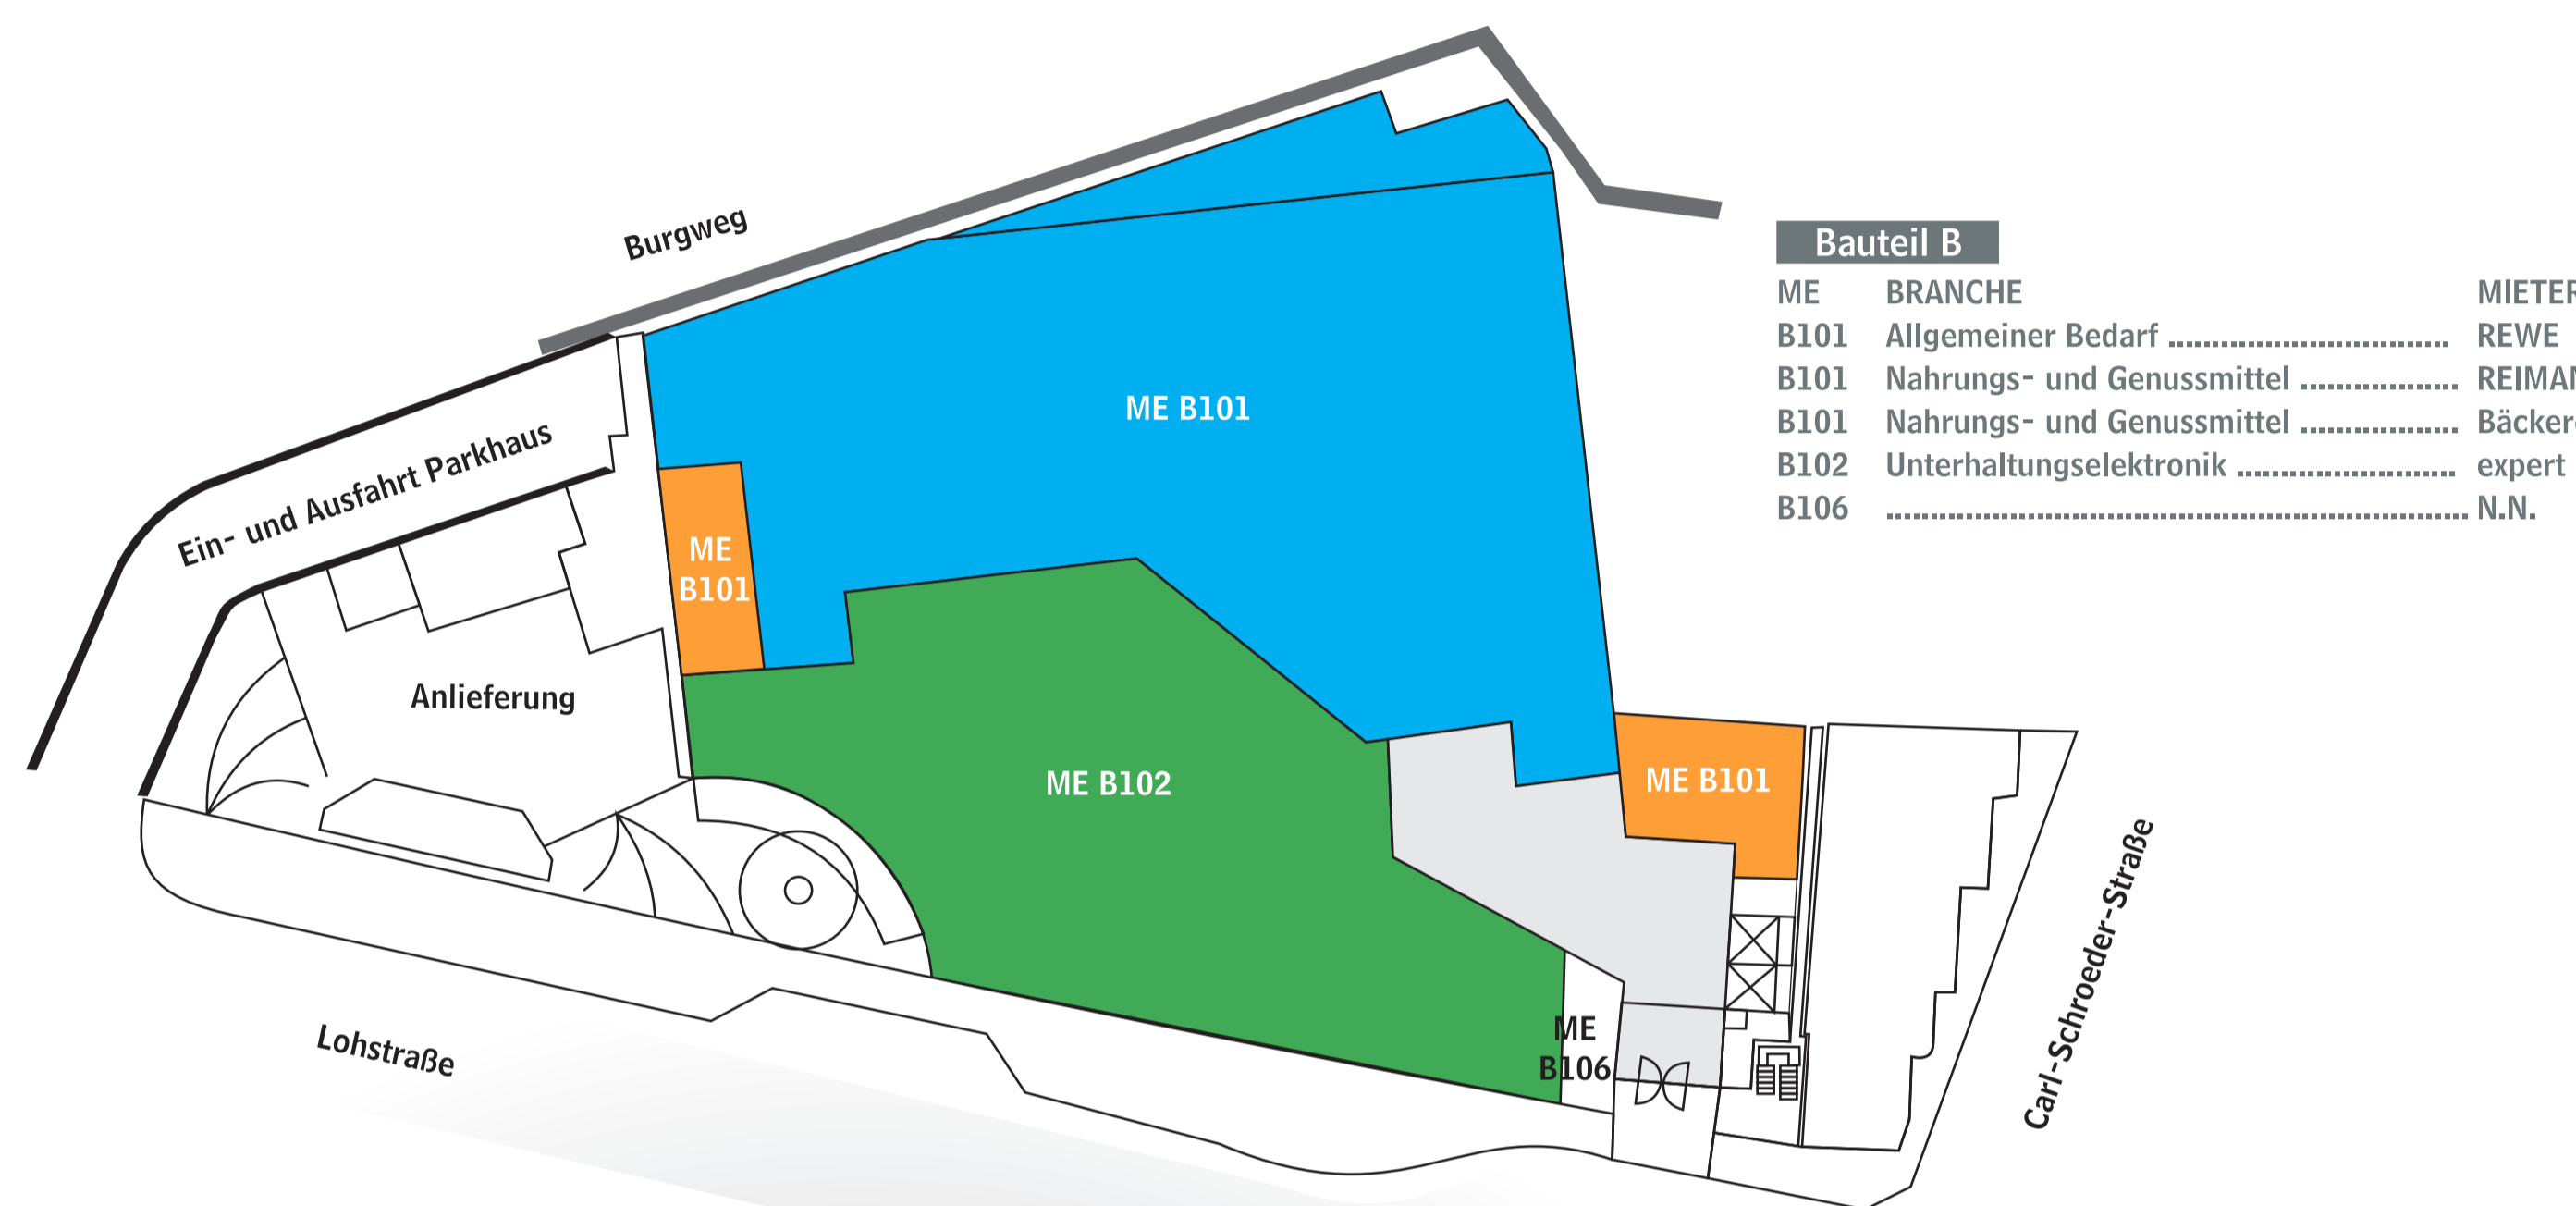 Burgweg
Ein- und Ausfahrt Parkhaus
Anlieferung
Lohstraße
Carl-Schroeder-Straße
ME B101
ME
B101
ME B102
ME B101
ME
B106
Bauteil B
ME BRANCHE
B101 Allgemeiner Bedarf ................................ REWE
B101 Nahrungs- und Genussmittel ..................
B101 Nahrungs- und Genussmittel ..................
B102 Unterhaltungselektronik ......................... expert
B106 .................................................................... N.N.